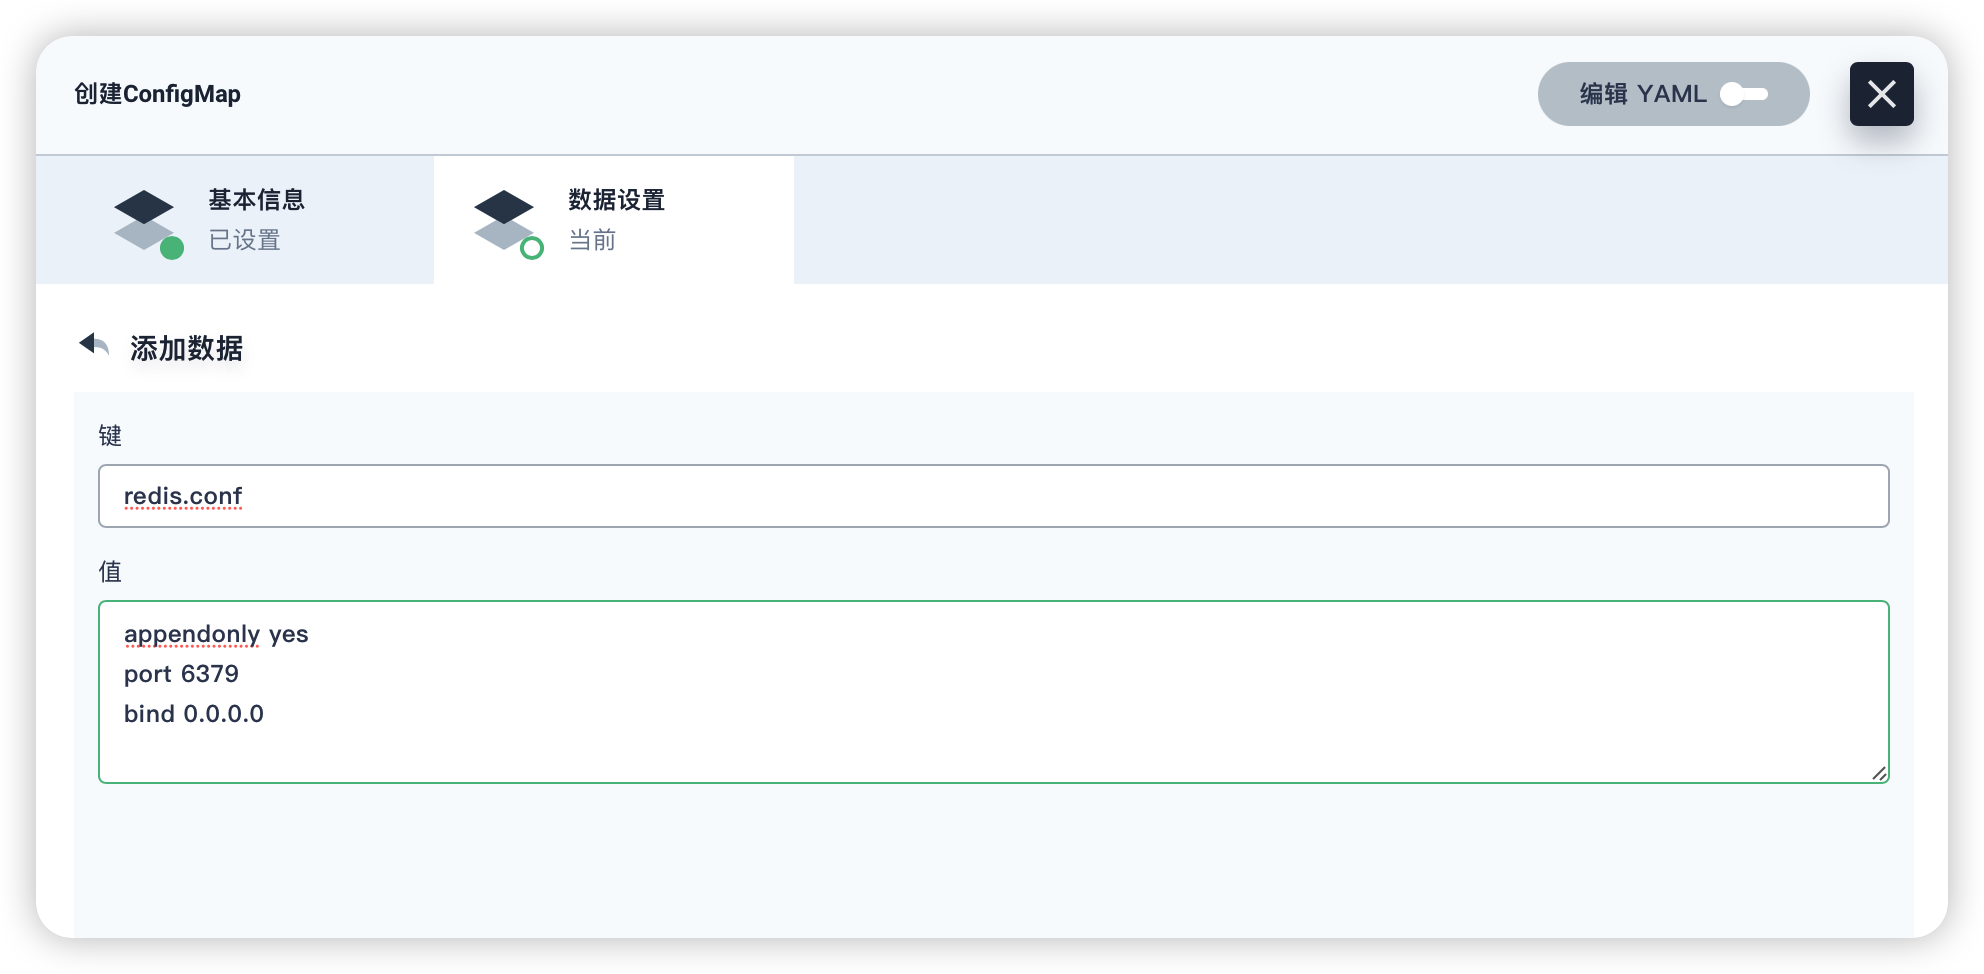 创建ConfigMap
编辑 YAML
基本信息
已设置
数据设置
当前
添加数据
键
redis.conf
值
appendonly yes
port 6379
bind 0.0.0.0